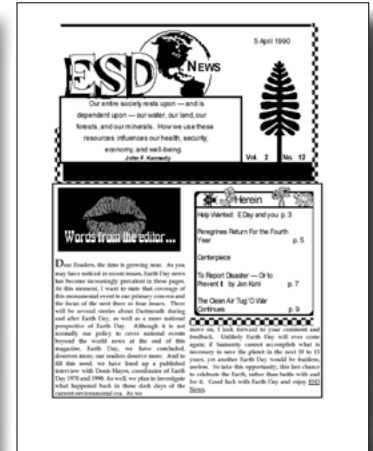 5 April 1990
ESD
NEWS
Our entire society rests upon — and is
dependent upon — our water, our land, our
forests, and our minerals. How we use these
resources influences our health, security,
economy, and well-being.
John F. Kennedy
Vol. 2 No. 12
Words from the editor...
Dear Readers, the time is growing near. As you
may have noticed in recent issues, Earth Day news
has become increasingly prevalent in these pages.
At this moment, I want to state that coverage of
this monumental event is our primary concern and
the focus of the next three or four issues. There
will be several stories about Dartmouth during
and after Earth Day, as well as a more national
perspective of Earth Day. Although it is not
normally our policy to cover national events
beyond the world news at the end of this
magazine, Earth Day, we have concluded,
deserves more, our readers deserve more. And to
fill this need, we have lined up a published
interview with Denis Hayes, coordinator of Earth
Day 1970 and 1990. As well, we plan to investigate
what happened back in those dark days of the
current environmental era. As we
Herein
Help Wanted: E Day and you p. 3
Peregrines Return For the Fourth
Year p. 5
Centerpiece
To Report Disaster — Or to
Prevent It by Jon Kohl p. 7
The Clean Air Tug 'O War
Continues p. 9
move on, I look forward to your comment and
feedback. Unlikely Earth Day will ever come
again; if humanity cannot accomplish what is
necessary to save the planet in the next 10 to 15
years, yet another Earth Day would be fruitless,
useless. So take this opportunity, this last chance
to celebrate the Earth, rather than battle with and
for it. Good luck with Earth Day and enjoy ESD
News.